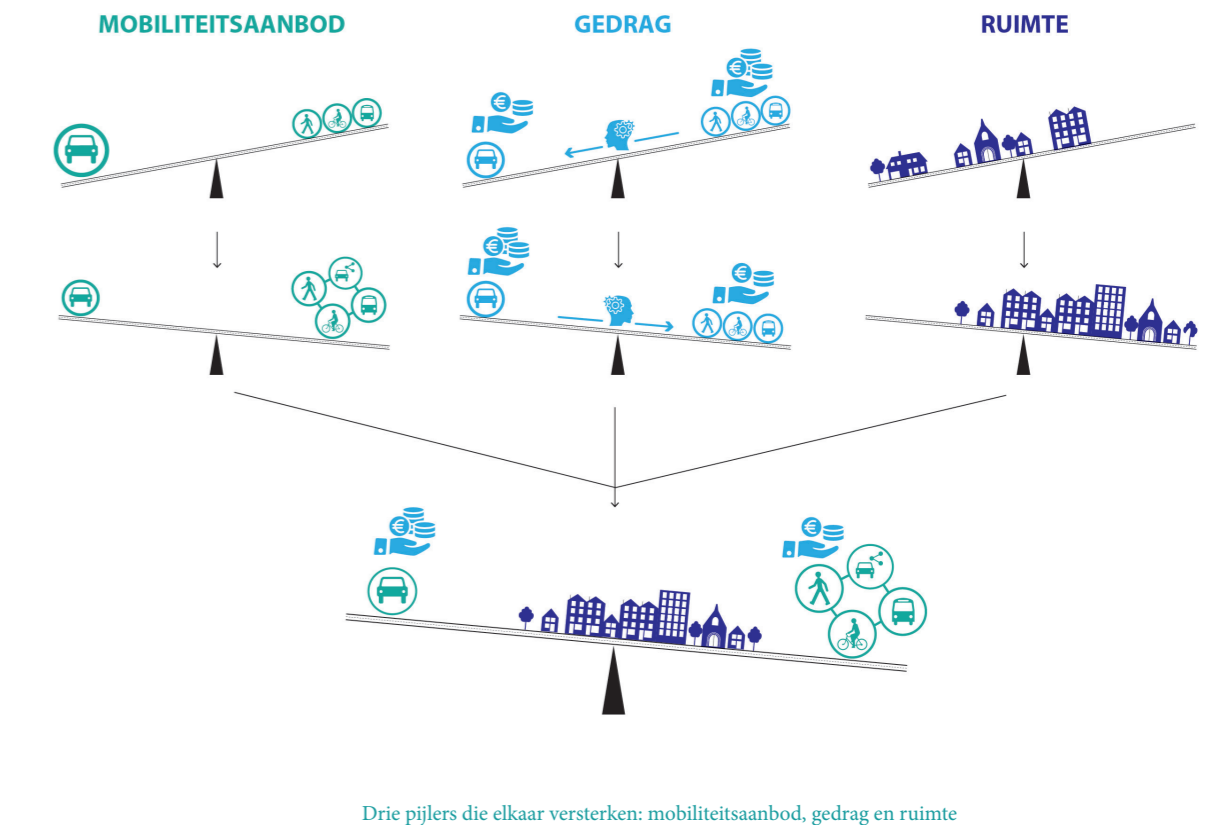 MOBILITEITSAANBOD
GEDRAG
RUIMTE
Drie pijlers die elkaar versterken: mobiliteitsaanbod, gedrag en ruimte